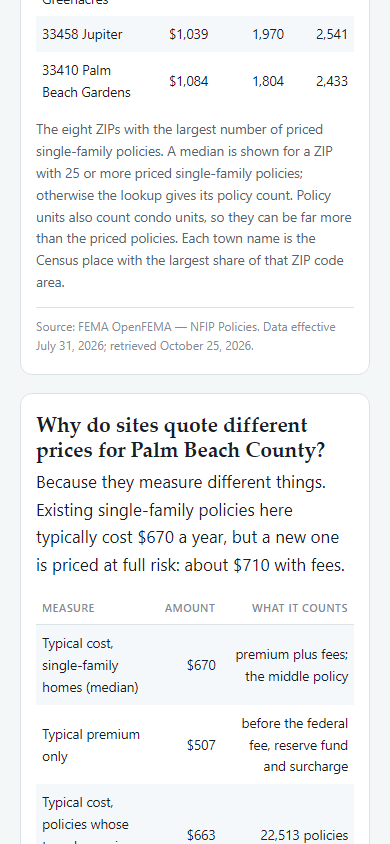 Greenacres
33458 Jupiter $1,039 1,970 2,541
33410 Palm
Beach Gardens $1,084 1,804 2,433
The eight ZIPs with the largest number of priced
single-family policies. A median is shown for a ZIP
with 25 or more priced single-family policies;
otherwise the lookup gives its policy count. Policy
units also count condo units, so they can be far more
than the priced policies. Each town name is the
Census place with the largest share of that ZIP code
area.
Source: FEMA OpenFEMA — NFIP Policies. Data effective
July 31, 2026; retrieved October 25, 2026.
Why do sites quote different
prices for Palm Beach County?
Because they measure different things.
Existing single-family policies here
typically cost $670 a year, but a new one
is priced at full risk: about $710 with fees.
MEASURE AMOUNT WHAT IT COUNTS
Typical cost,
single-family
homes (median) $670 premium plus fees;
the middle policy
Typical premium
only $507 before the federal
fee, reserve fund
and surcharge
Typical cost,
policies whose
$663 22,513 policies